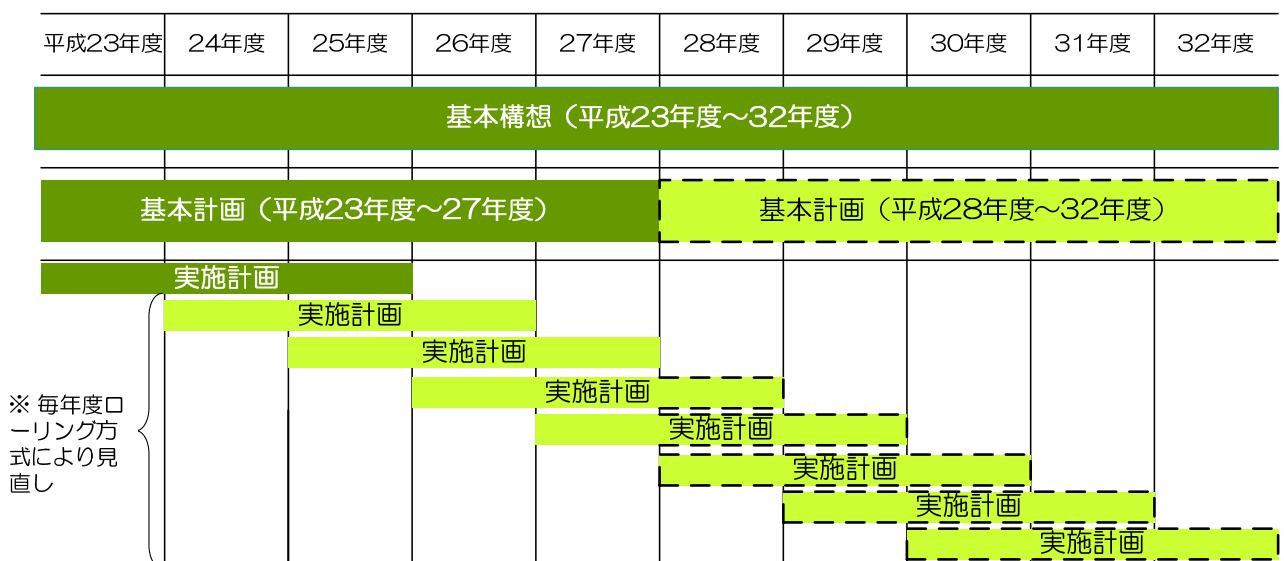 平成23年度 24年度 25年度 26年度 27年度 28年度 29年度 30年度 31年度 32年度
基本構想（平成23年度～32年度）
基本計画（平成23年度～27年度） 基本計画（平成28年度～32年度）
実施計画
実施計画
実施計画
実施計画
実施計画
実施計画
実施計画
実施計画
※ 毎年度ロ
ーリング方
式により見
直し